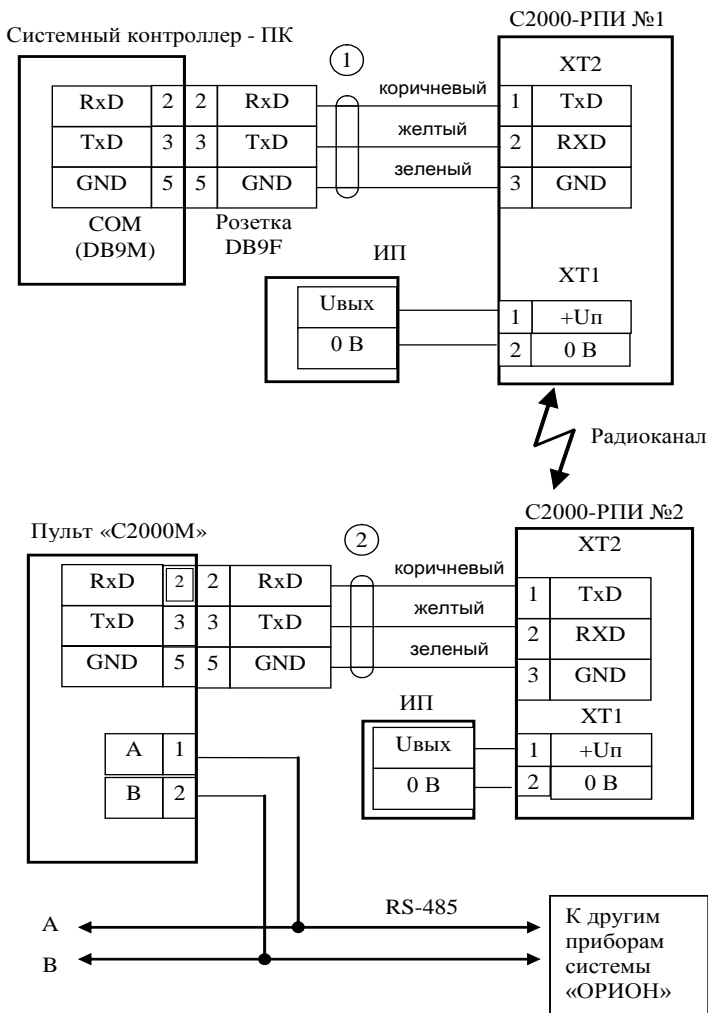 С2000-РПИ №1
Системный контроллер - ПК
1
XT2
RxD 2 2 RxD коричневый 1 TxD
TxD 3 3 TxD желтый 2 RXD
GND 5 5 GND зеленый 3 GND
COM
(DB9M)
Розетка
DB9F
ИП
XT1
Uвых 1 +Uп
0 В 2 0 В
Радиоканал
С2000-РПИ №2
Пульт «С2000М»
2
XT2
RxD 2 2 RxD коричневый 1 TxD
TxD 3 3 TxD желтый 2 RXD
GND 5 5 GND зеленый 3 GND
ИП
XT1
A 1 Uвых 1 +Uп
B 2 0 В 2 0 В
RS-485
A
B
К другим
приборам
системы
«ОРИОН»